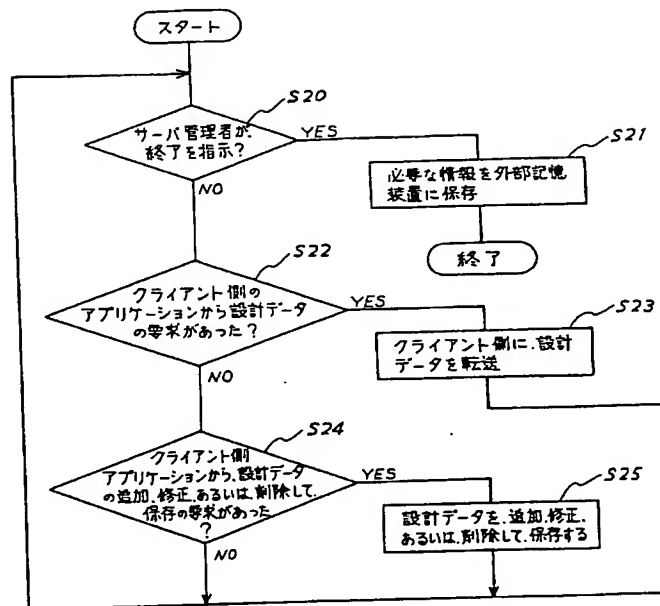 スタート
S20
サーバ管理者が、
終了を指示?
YES
S21
必要な情報を外部記憶
装置に保存
NO
終了
S22
クライアント側の
アプリケーションから設計データ
の要求があった?
YES
S23
クライアント側に、設計
データを転送
NO
S24
クライアント側
アプリケーションから、設計データ
の追加、修正、あるいは、削除して、
保存の要求があった
?
YES
S25
設計データを、追加、修正、
あるいは、削除して、保存する
NO